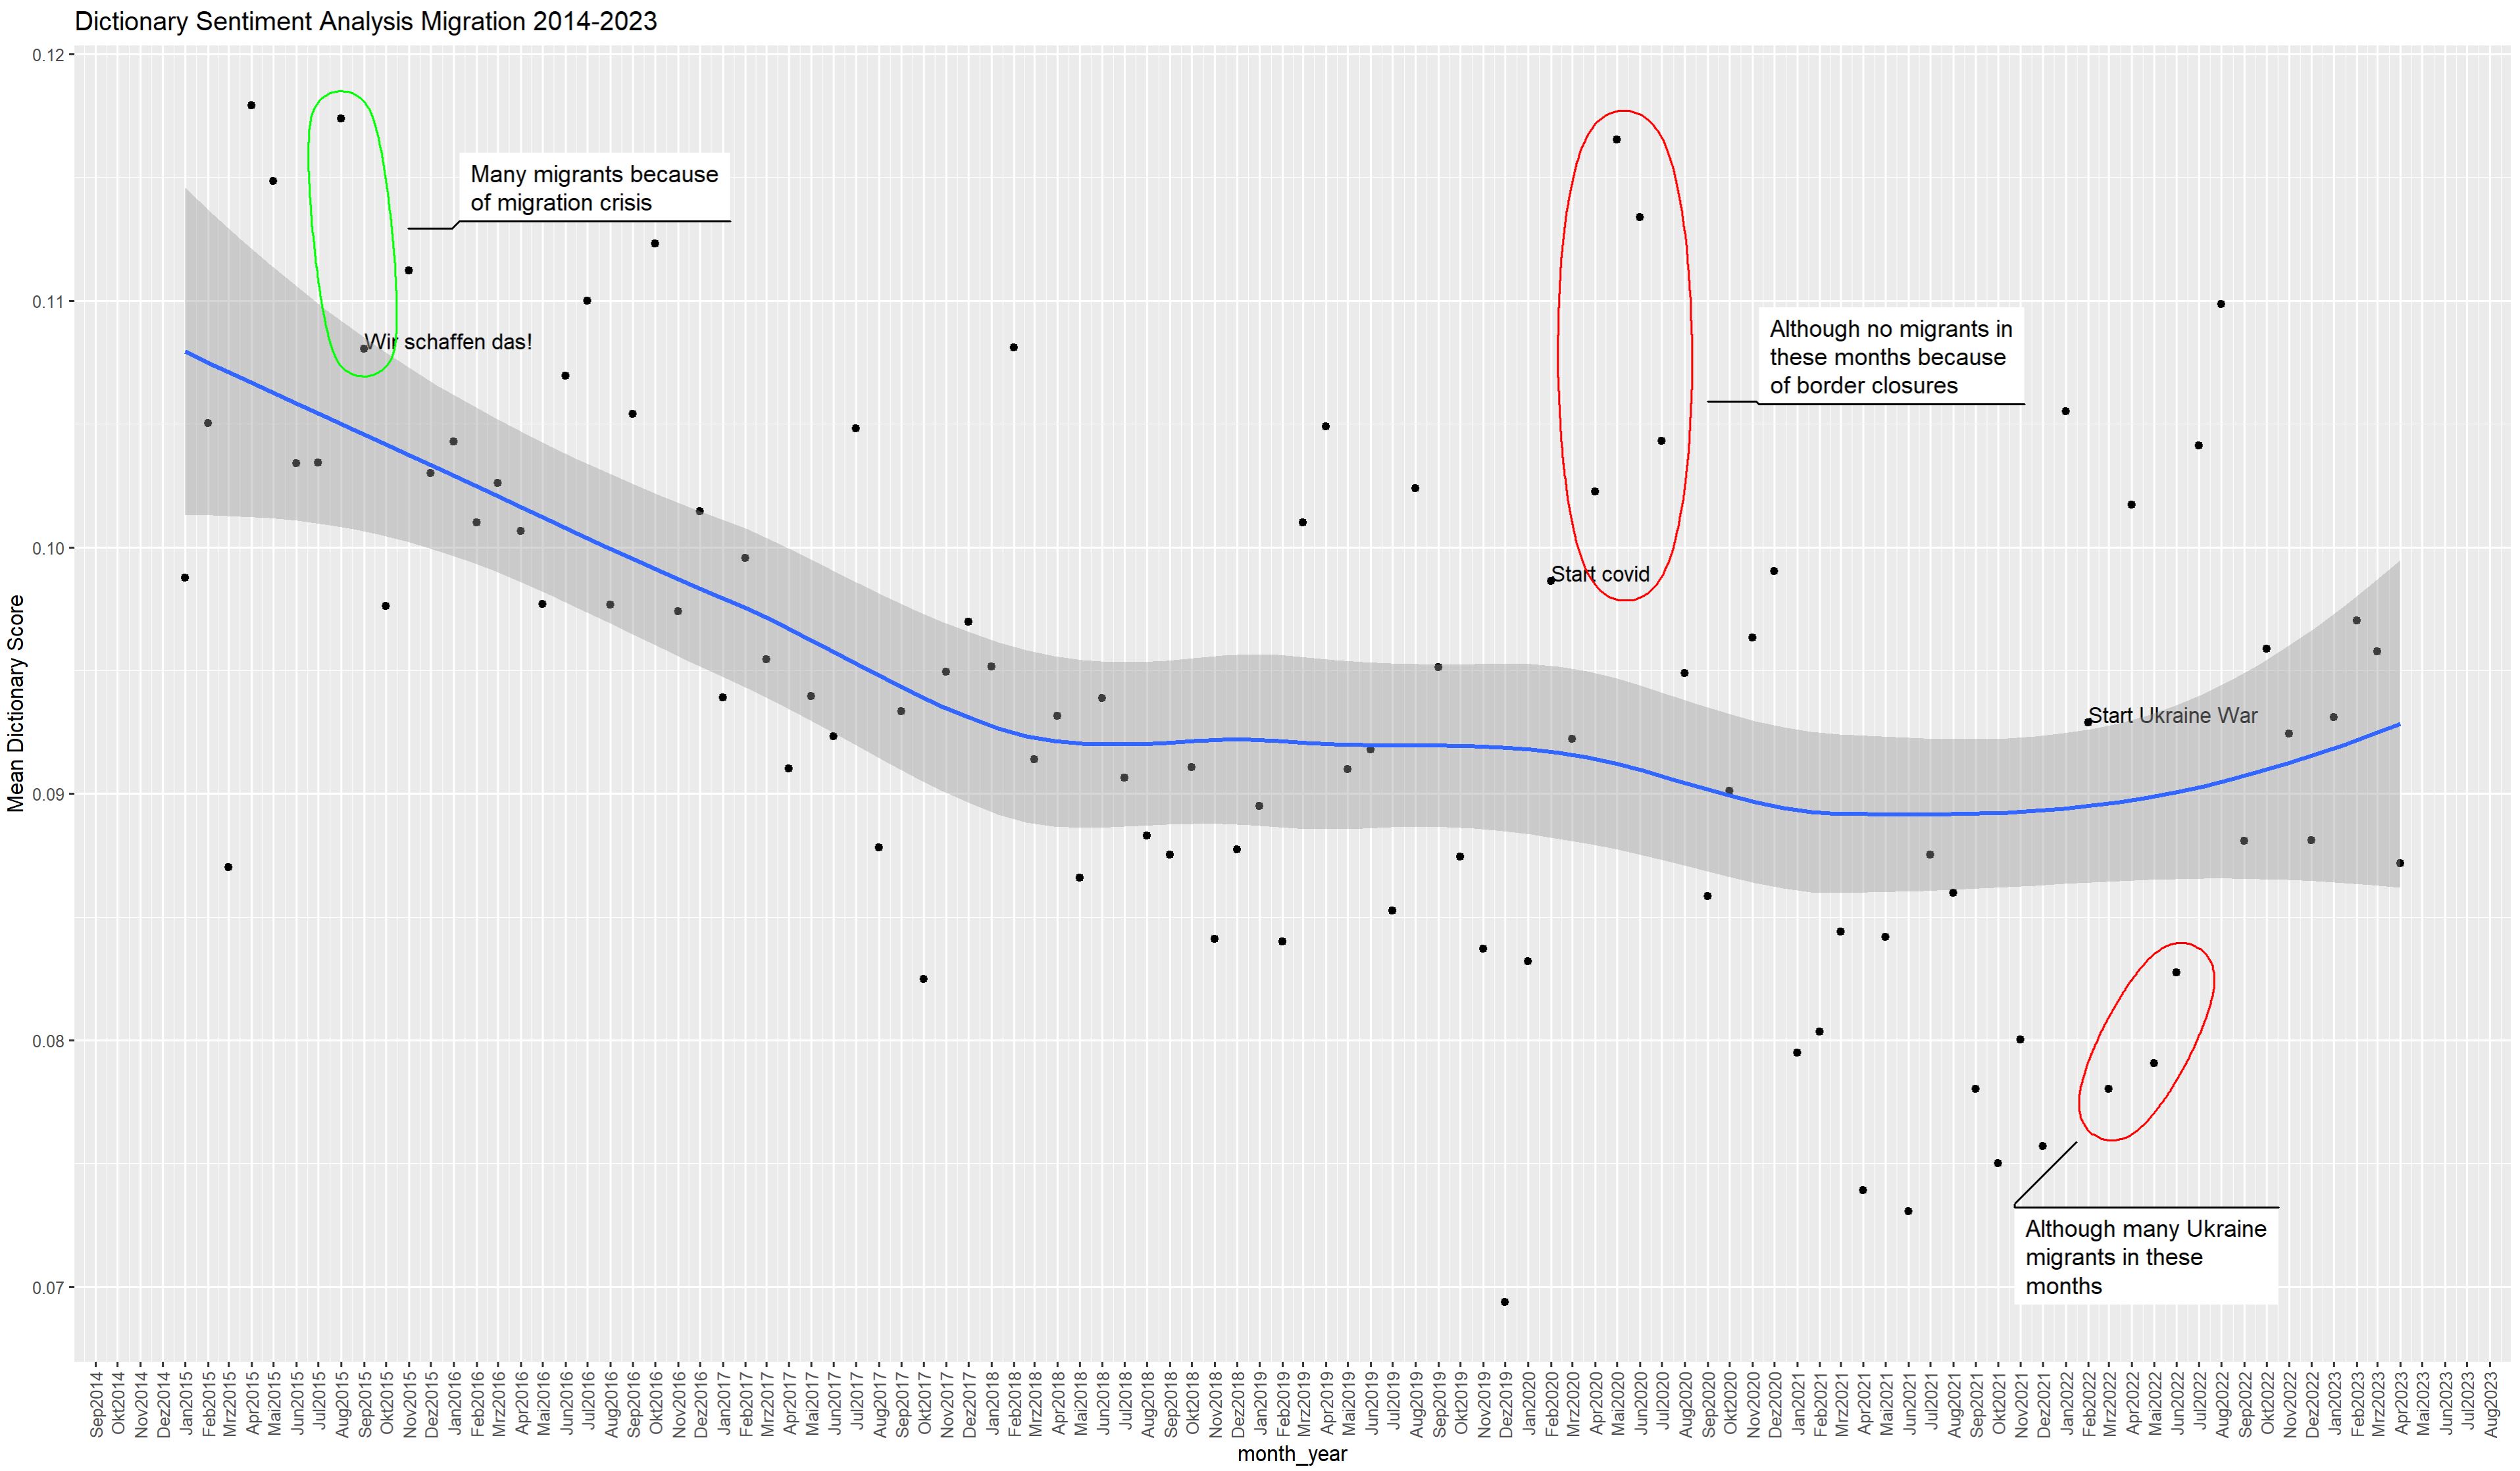 Dictionary Sentiment Analysis Migration 2014-2023
0.12
0.11
0.10
0.09
0.08
0.07
Mean Dictionary Score
Many migrants because
of migration crisis
Wir schaffen das!
Although no migrants in
these months because
of border closures
Start covid
Start Ukraine War
Although many Ukraine
migrants in these
months
Sep2014
Okt2014
Nov2014
Dez2014
Jan2015
Feb2015
Mrz2015
Apr2015
Mai2015
Jun2015
Jul2015
Aug2015
Sep2015
Okt2015
Nov2015
Dez2015
Jan2016
Feb2016
Mrz2016
Apr2016
Mai2016
Jun2016
Jul2016
Aug2016
Sep2016
Okt2016
Nov2016
Dez2016
Jan2017
Feb2017
Mrz2017
Apr2017
Mai2017
Jun2017
Jul2017
Aug2017
Sep2017
Okt2017
Nov2017
Dez2017
Jan2018
Feb2018
Mrz2018
Apr2018
Mai2018
Jun2018
Jul2018
Aug2018
Sep2018
Okt2018
Nov2018
Dez2018
Jan2019
Feb2019
Mrz2019
Apr2019
Mai2019
Jun2019
Jul2019
Aug2019
Sep2019
Okt2019
Nov2019
Dez2019
Jan2020
Feb2020
Mrz2020
Apr2020
Mai2020
Jun2020
Jul2020
Aug2020
Sep2020
Okt2020
Nov2020
Dez2020
Jan2021
Feb2021
Mrz2021
Apr2021
Mai2021
Jun2021
Jul2021
Aug2021
Sep2021
Okt2021
Nov2021
Dez2021
Jan2022
Feb2022
Mrz2022
Apr2022
Mai2022
Jun2022
Jul2022
Aug2022
Sep2022
Okt2022
Nov2022
Dez2022
Jan2023
Feb2023
Mrz2023
Apr2023
Mai2023
Jun2023
Jul2023
Aug2023
month_year